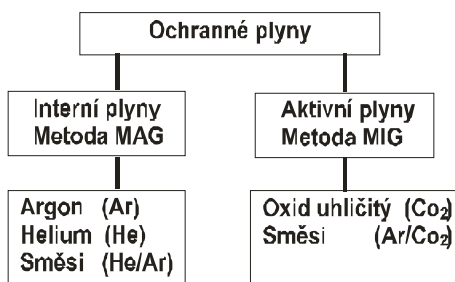 Ochranné plyny
Interní plyny
Metoda MAG
Aktivní plyny
Metoda MIG
Argon (Ar)
Helium (He)
Směsi (He/Ar)
Oxid uhličitý (Co₂)
Směsi (Ar/Co₂)